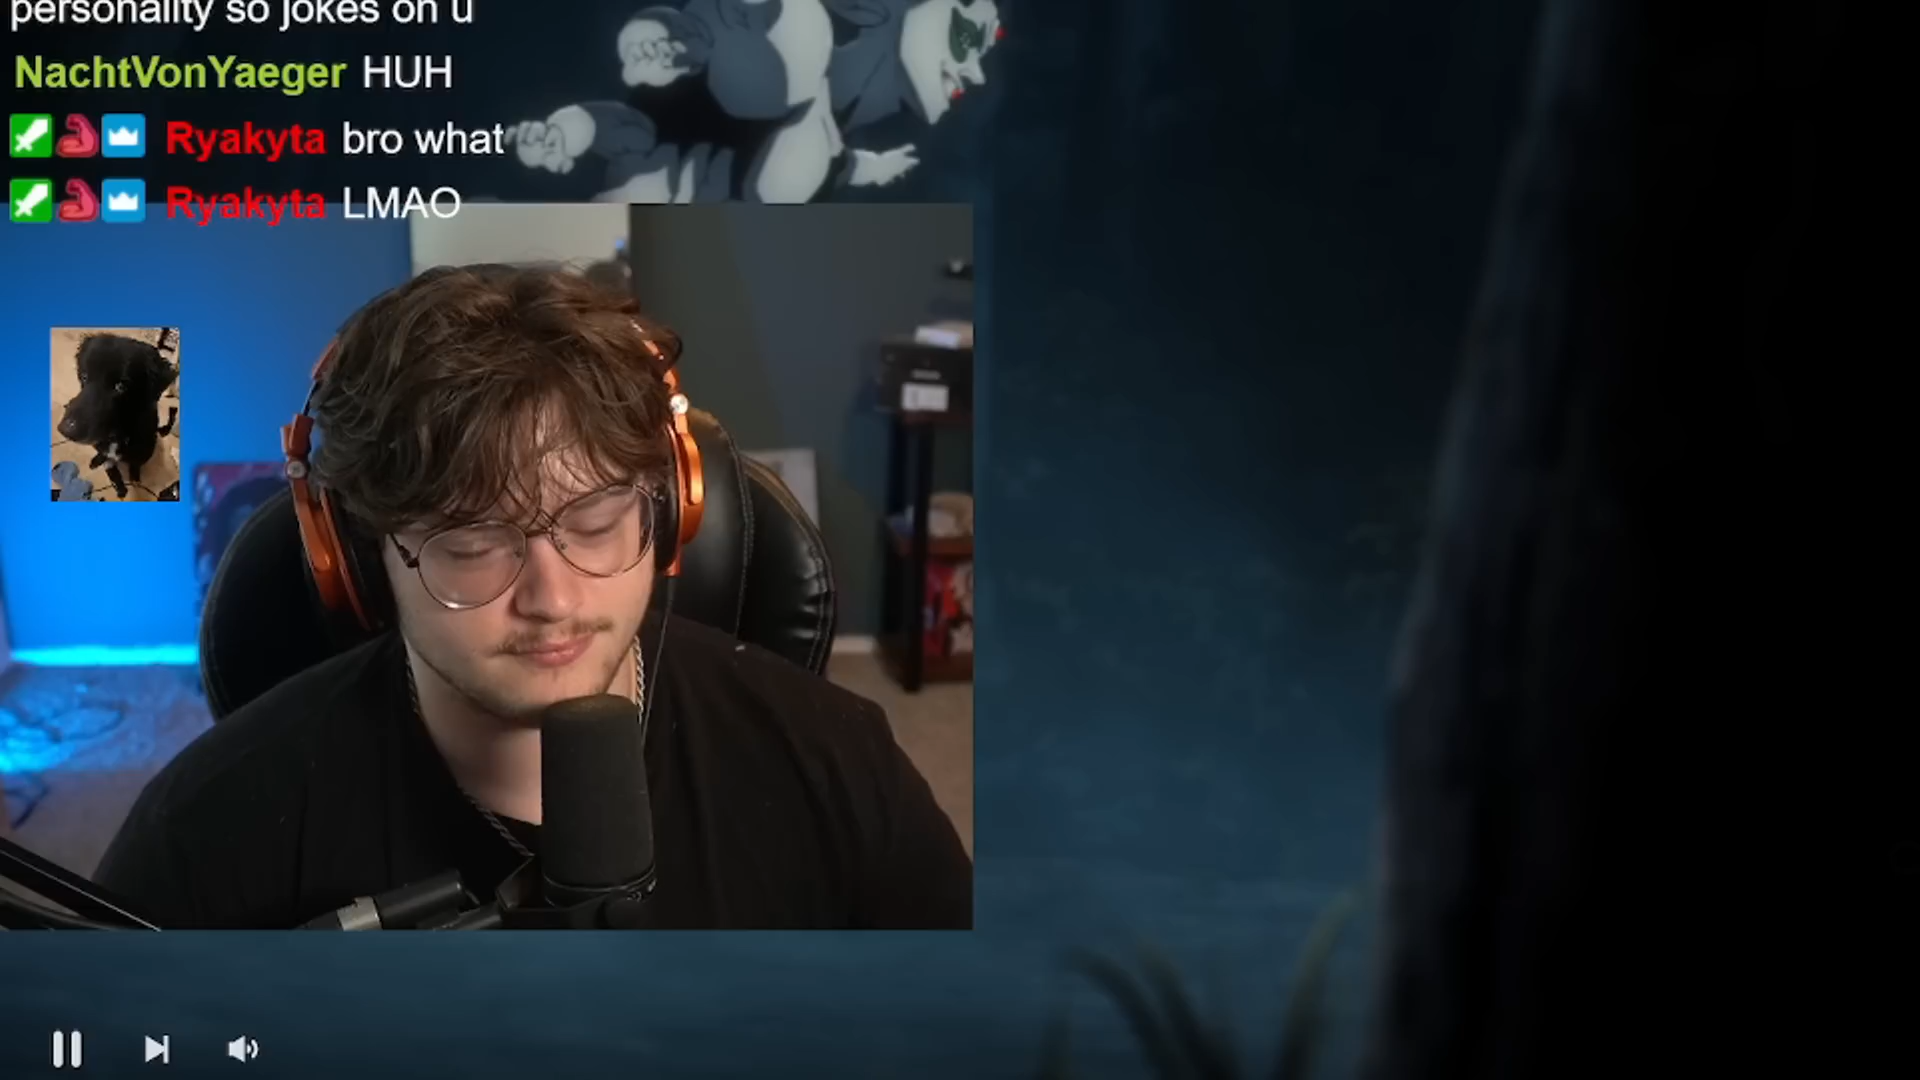 personality so jokes on u
NachtVonYaeger HUH
Ryakyta bro what
Ryakyta LMAO